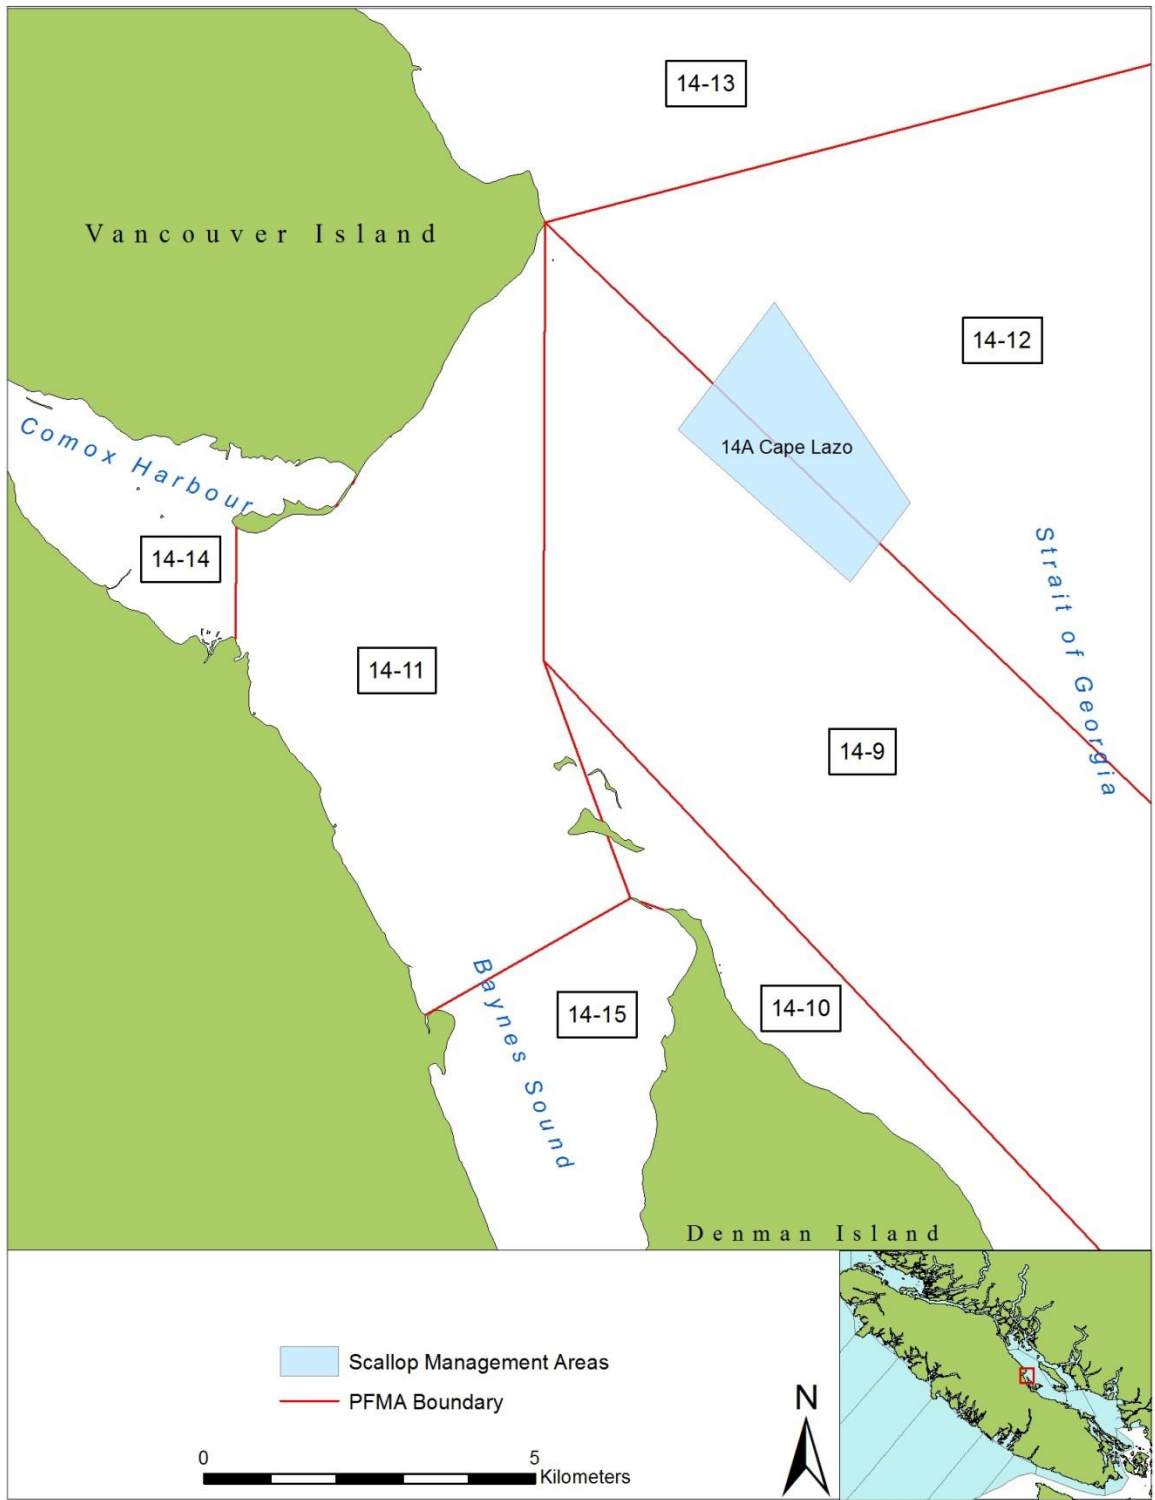 14-13
Vancouver Island
14-12
14A Cape Lazo
Comox Harbour
14-14
Strait of Georgia
14-11
14-9
Baynes Sound
14-15
14-10
Denman Island
Scallop Management Areas
PFMA Boundary
N
0 5
Kilometers